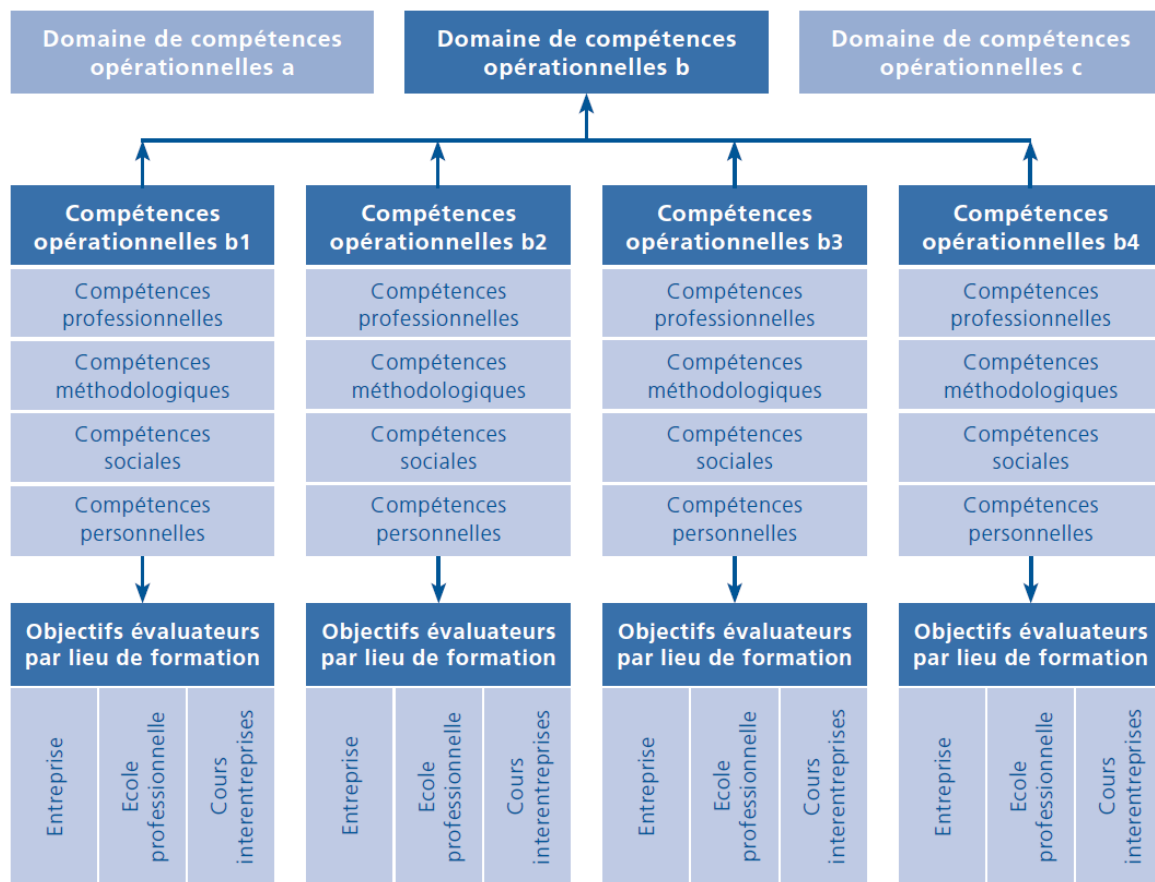 Domaine de compétences
opérationnelles a
Domaine de compétences
opérationnelles b
Domaine de compétences
opérationnelles c
Compétences
opérationnelles b1
Compétences
opérationnelles b2
Compétences
opérationnelles b3
Compétences
opérationnelles b4
Compétences
professionnelles
Compétences
professionnelles
Compétences
professionnelles
Compétences
professionnelles
Compétences
méthodologiques
Compétences
méthodologiques
Compétences
méthodologiques
Compétences
méthodologiques
Compétences
sociales
Compétences
sociales
Compétences
sociales
Compétences
sociales
Compétences
personnelles
Compétences
personnelles
Compétences
personnelles
Compétences
personnelles
Objectifs évaluateurs
par lieu de formation
Objectifs évaluateurs
par lieu de formation
Objectifs évaluateurs
par lieu de formation
Objectifs évaluateurs
par lieu de formation
Entreprise
Ecole
professionnelle
Cours
interentreprises
Entreprise
Ecole
professionnelle
Cours
interentreprises
Entreprise
Ecole
professionnelle
Cours
interentreprises
Entreprise
Ecole
professionnelle
Cours
interentreprises